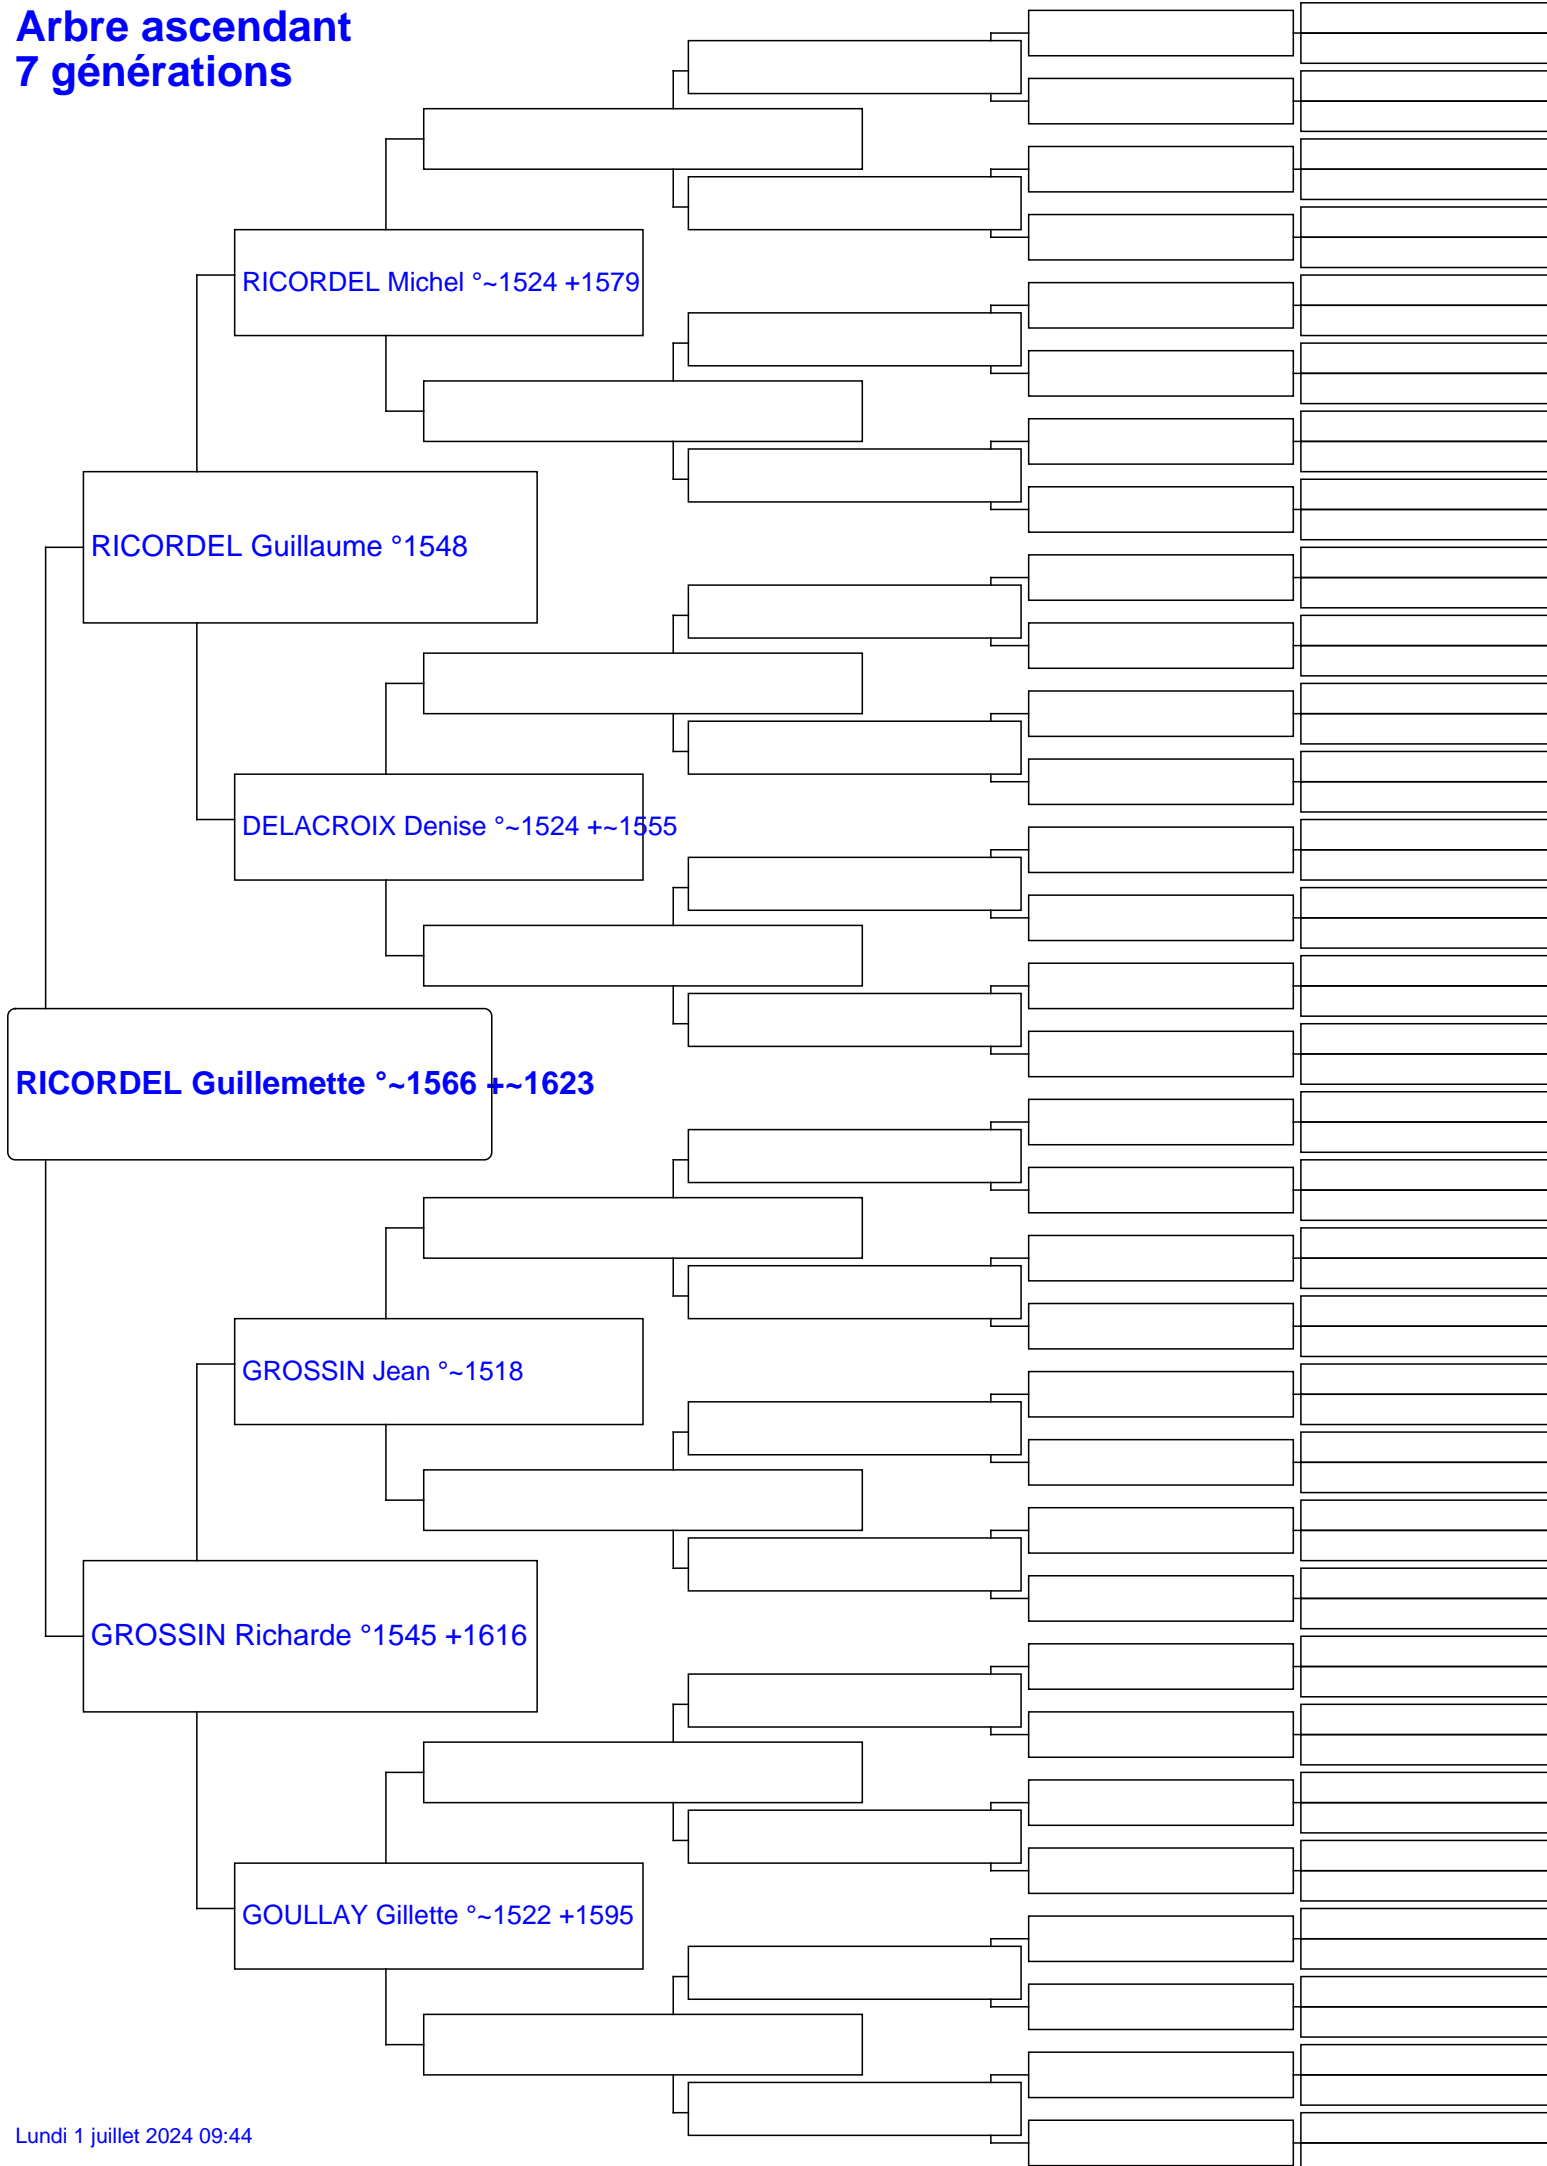 Arbre ascendant
7 générations
RICORDEL Michel °~1524 +1579
RICORDEL Guillaume °1548
DELACROIX Denise °~1524 +~1555
RICORDEL Guillemette °~1566 +~1623
GROSSIN Jean °~1518
GROSSIN Richarde °1545 +1616
GOULLAY Gillette °~1522 +1595
Lundi 1 juillet 2024 09:44